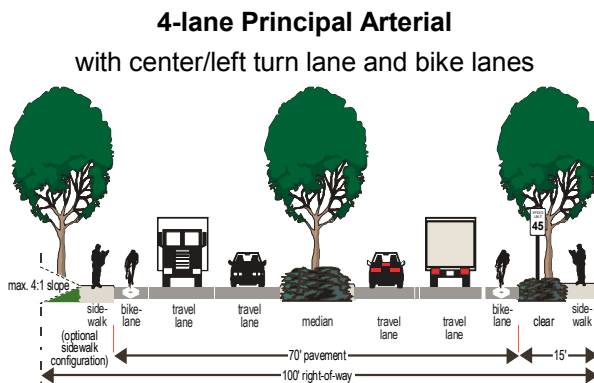 4-lane Principal Arterial
with center/left turn lane and bike lanes
SPEED
LIMIT
45
max. 4:1 slope
side-
walk
(optional
sidewalk
configuration)
bike-
lane
travel
lane
travel
lane
median
travel
lane
travel
lane
bike-
lane
clear
side-
walk
70' pavement
15'
100' right-of-way